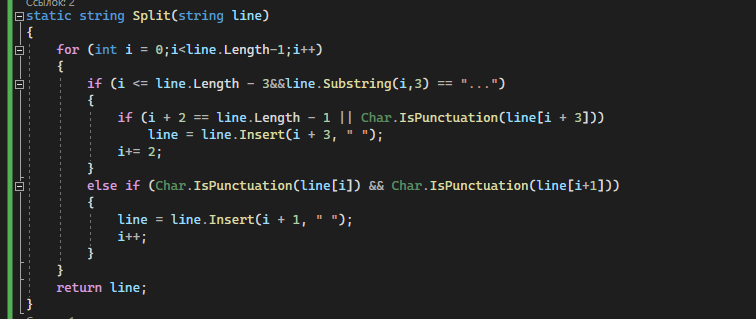 Ссылок: 2
static string Split(string line)
{
for (int i = 0;i<line.Length-1;i++)
{
if (i <= line.Length - 3&&line.Substring(i,3) == "...")
{
if (i + 2 == line.Length - 1 || Char.IsPunctuation(line[i + 3]))
line = line.Insert(i + 3, " ");
i+= 2;
}
else if (Char.IsPunctuation(line[i]) && Char.IsPunctuation(line[i+1]))
{
line = line.Insert(i + 1, " ");
i++;
}
}
return line;
}